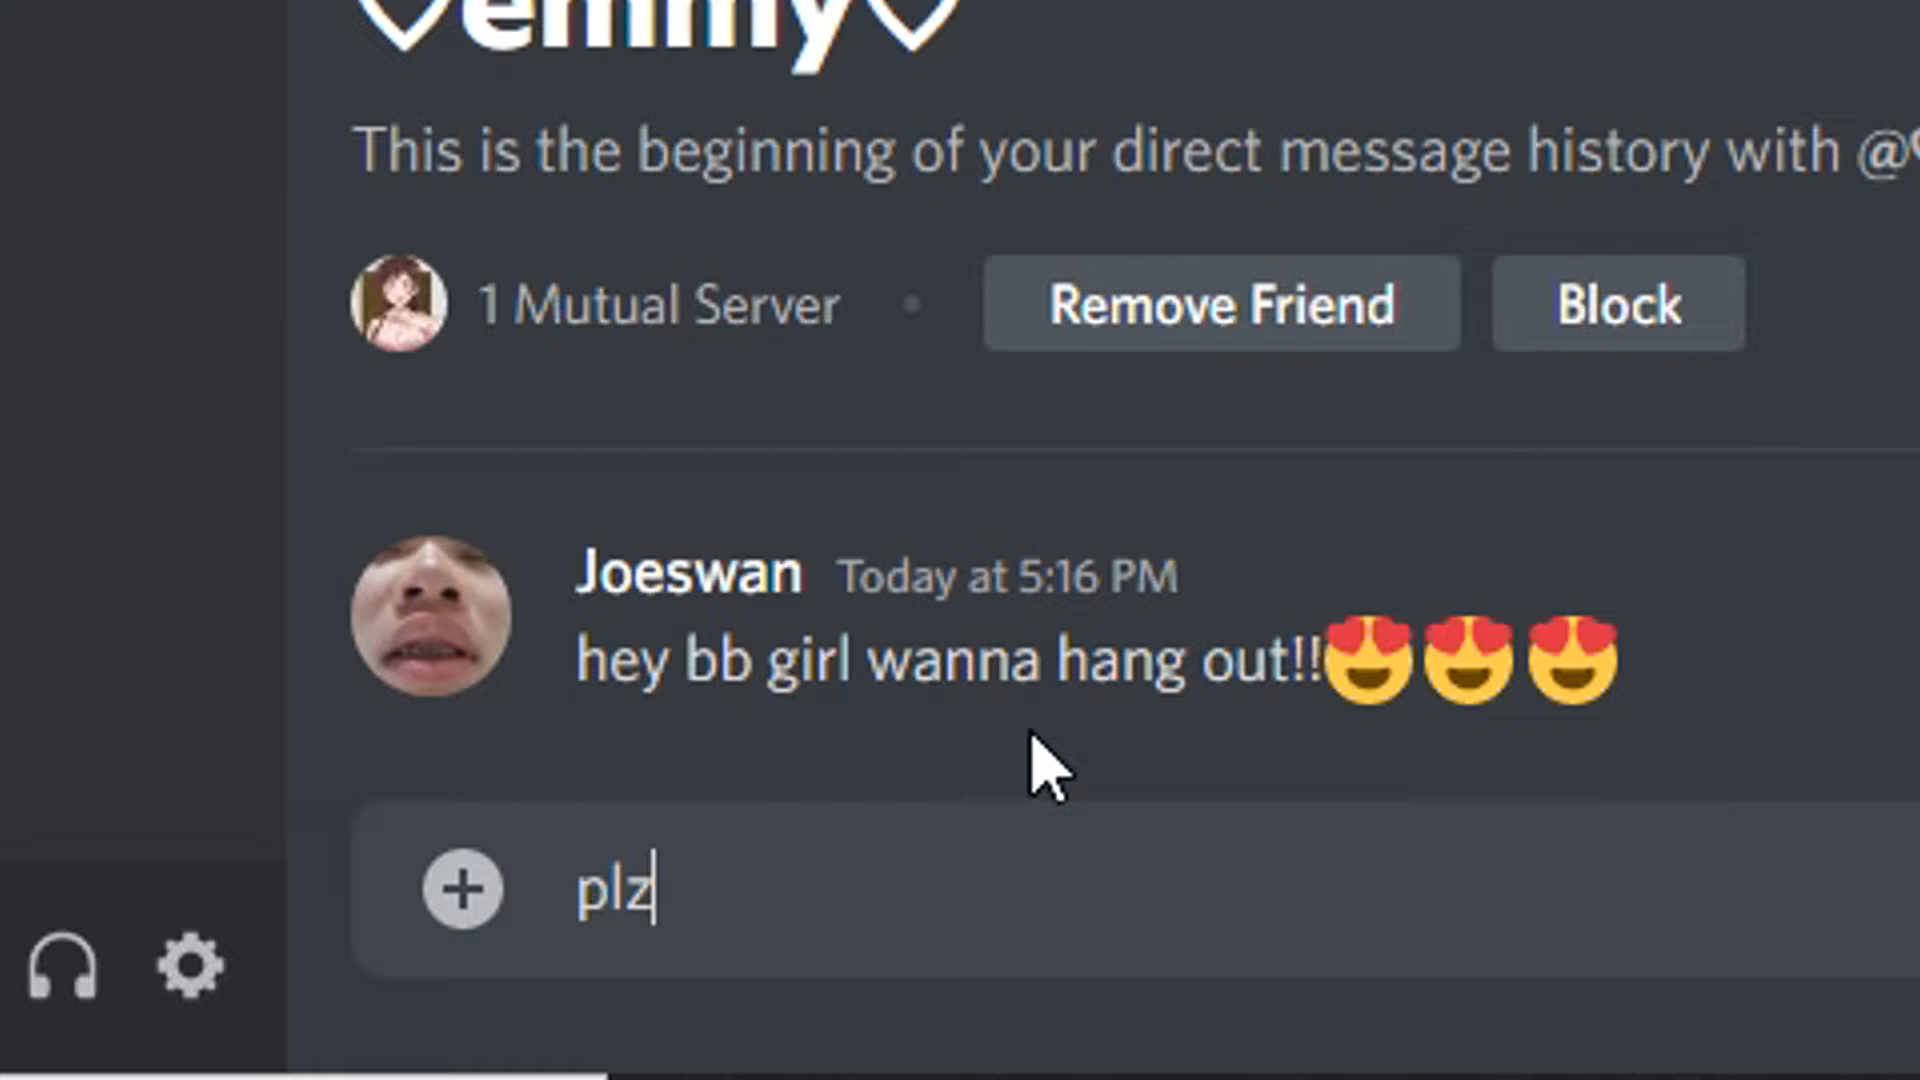 ♡emmy♡
This is the beginning of your direct message history with @
1 Mutual Server • Remove Friend Block
Joeswan Today at 5:16 PM
hey bb girl wanna hang out!!😍😍😍
plz